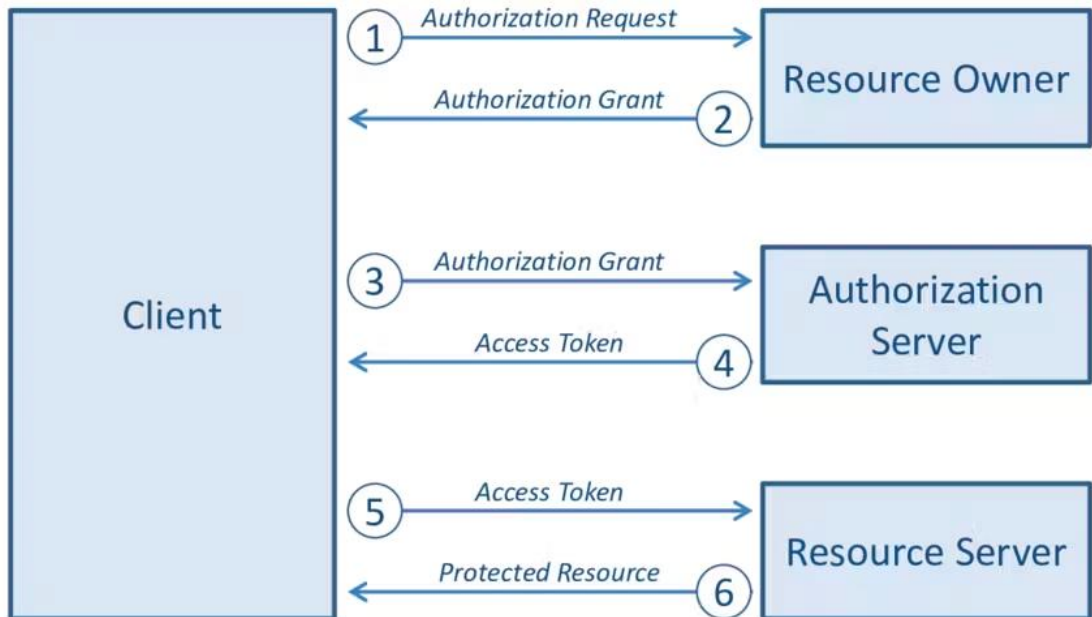 1
Authorization Request
Resource Owner
Authorization Grant
2
3
Authorization Grant
Client
Authorization
Server
Access Token
4
5
Access Token
Resource Server
Protected Resource
6